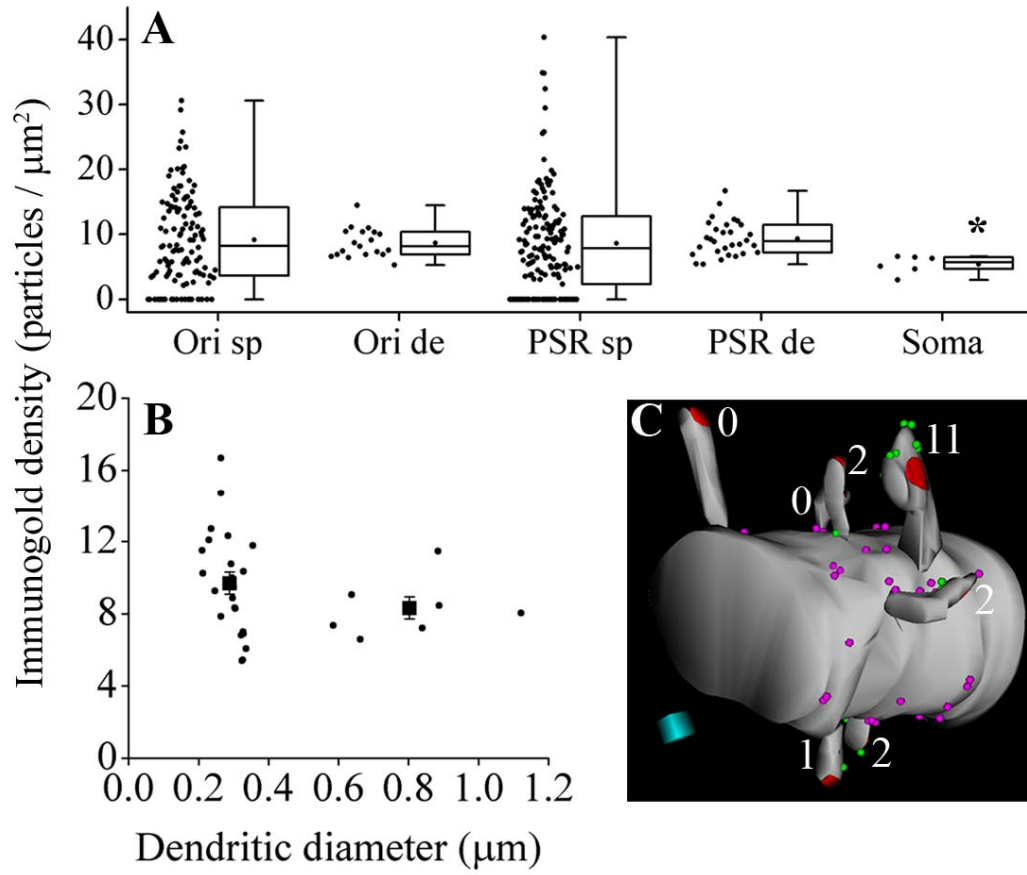 Immunogold density (particles / μm²)
A
40
30
20
10
0
*
Ori sp Ori de PSR sp PSR de Soma
B
20
16
12
8
4
0
0.0 0.2 0.4 0.6 0.8 1.0 1.2
Dendritic diameter (μm)
C
0
2
11
0
2
1
2